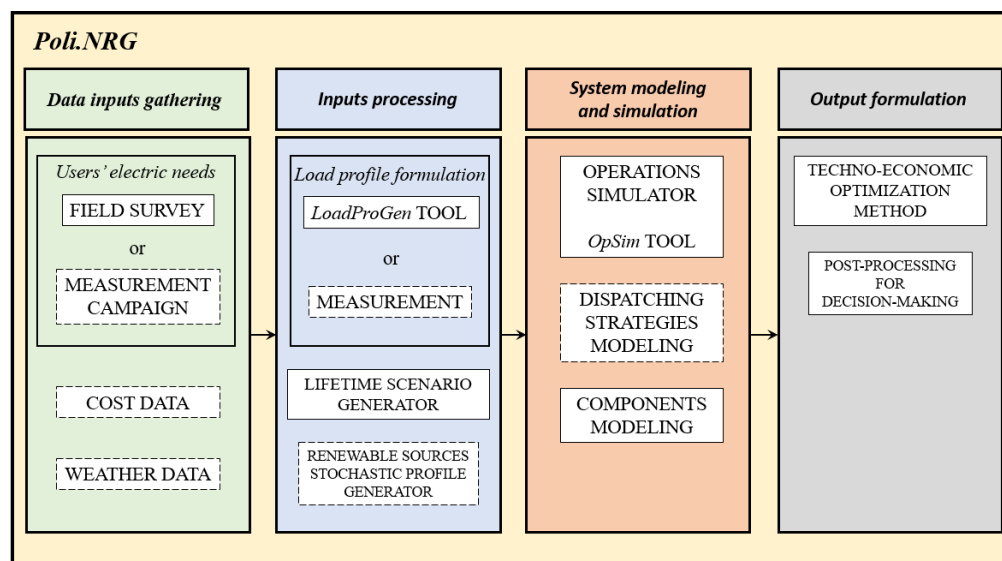 Poli.NRG
Data inputs gathering
Users' electric needs
FIELD SURVEY
or
MEASUREMENT
CAMPAIGN
COST DATA
WEATHER DATA
Inputs processing
Load profile formulation
LoadProGen TOOL
or
MEASUREMENT
LIFETIME SCENARIO
GENERATOR
RENEWABLE SOURCES
STOCHASTIC PROFILE
GENERATOR
System modeling
and simulation
OPERATIONS
SIMULATOR
OpSim TOOL
DISPATCHING
STRATEGIES
MODELING
COMPONENTS
MODELING
Output formulation
TECHNO-ECONOMIC
OPTIMIZATION
METHOD
POST-PROCESSING
FOR
DECISION-MAKING